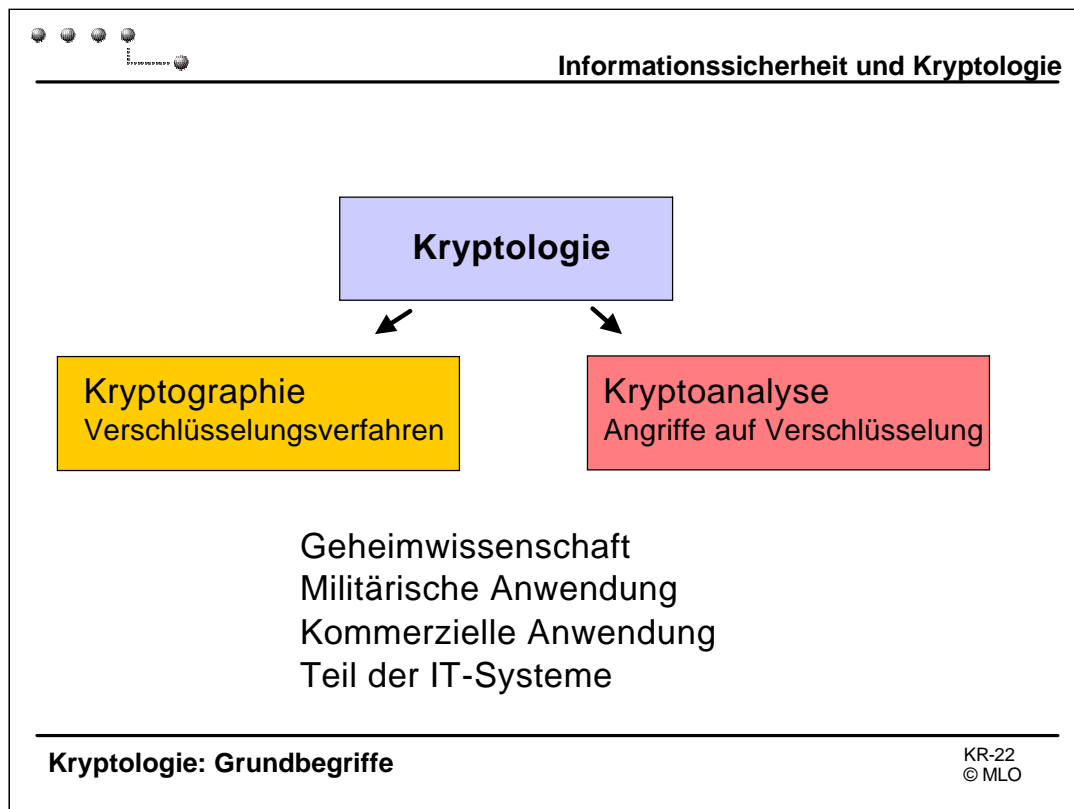 Informationssicherheit und Kryptologie
Kryptologie
Kryptographie
Verschlüsselungsverfahren
Kryptoanalyse
Angriffe auf Verschlüsselung
Geheimwissenschaft
Militärische Anwendung
Kommerzielle Anwendung
Teil der IT-Systeme
Kryptologie: Grundbegriffe
KR-22
© MLO